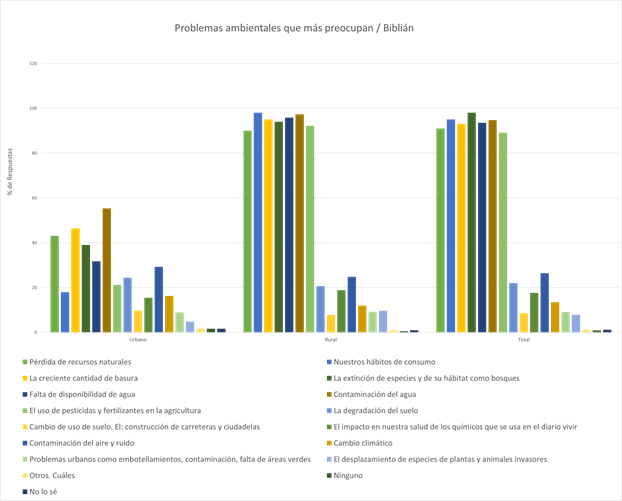 Problemas ambientales que más preocupan / Biblián
% de Respuestas
120
100
80
60
40
20
0
Urbano Rural Total
Pérdida de recursos naturales Nuestros hábitos de consumo
La creciente cantidad de basura La extinción de especies y de su hábitat como bosques
Falta de disponibilidad de agua Contaminación del agua
El uso de pesticidas y fertilizantes en la agricultura La degradación del suelo
Cambio de uso de suelo. El: construcción de carreteras y ciudadelas El impacto en nuestra salud de los químicos que se usa en el diario vivir
Contaminación del aire y ruido Cambio climático
Problemas urbanos como embotellamientos, contaminación, falta de áreas verdes El desplazamiento de especies de plantas y animales invasores
Otros. Cuáles Ninguno
No lo sé